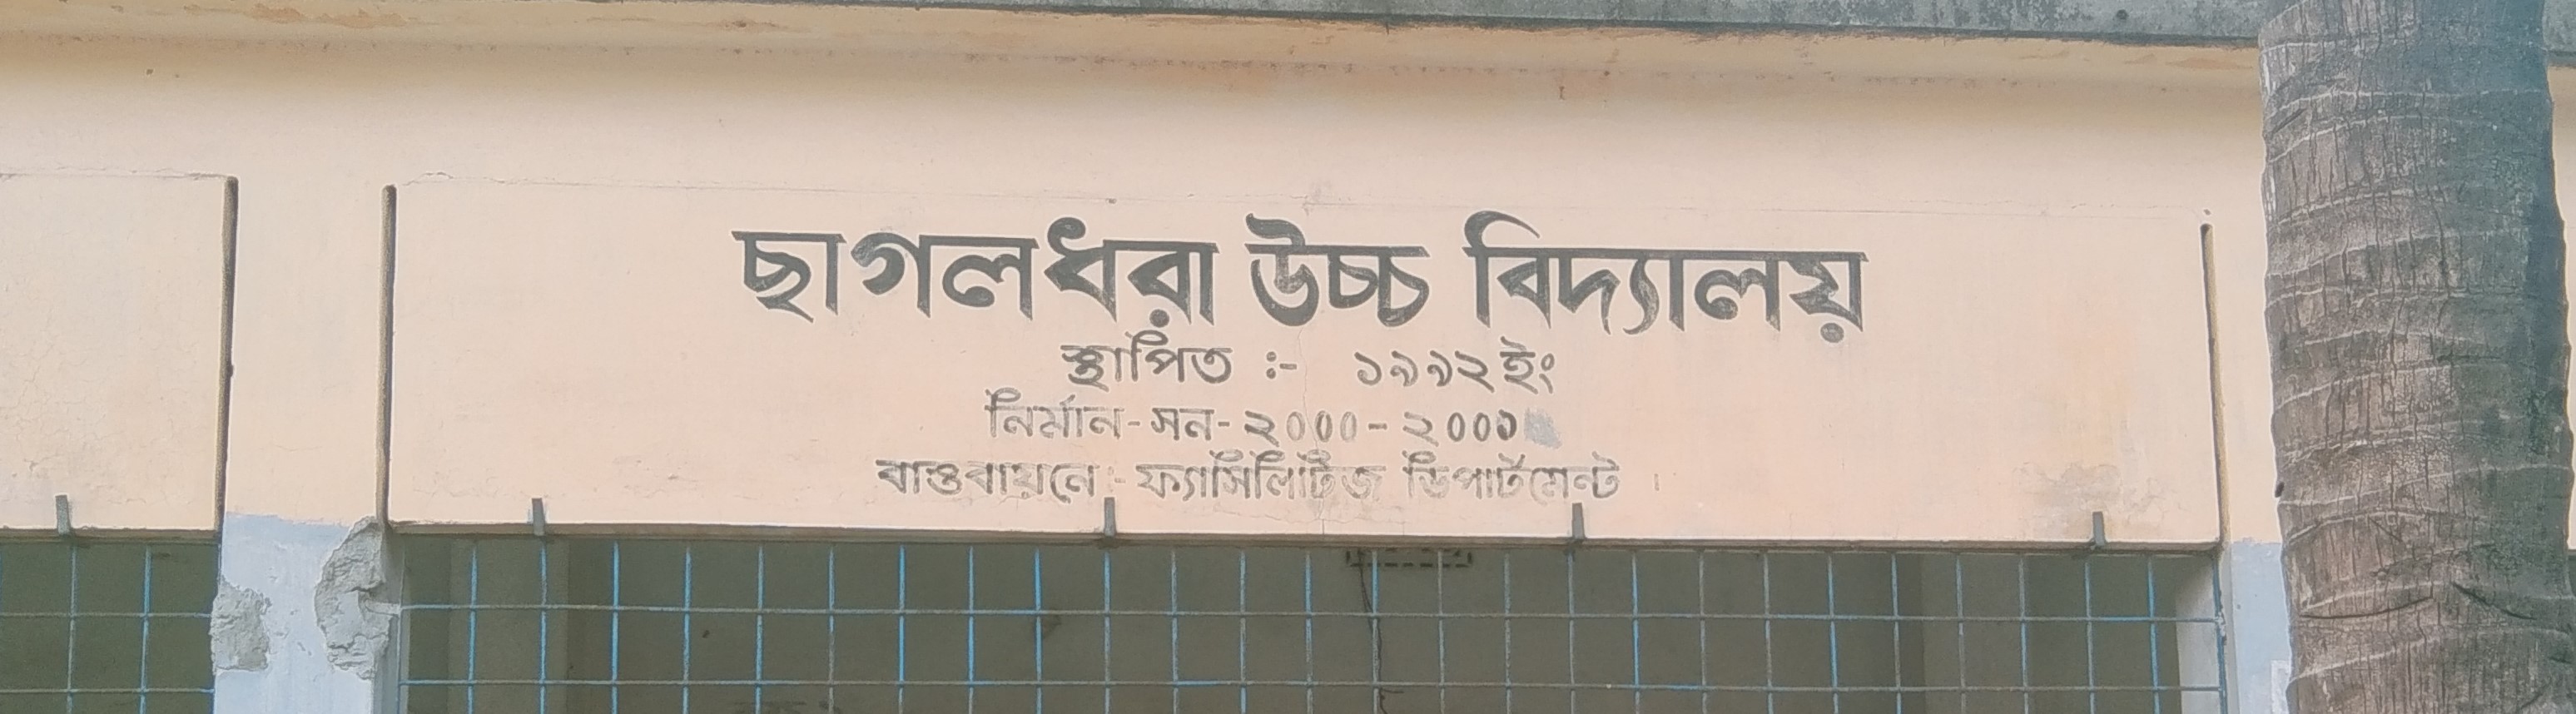 ছাগলধরা উচ্চ বিদ্যালয়
স্থাপিত :- ১৯৯২ইং
নির্মান-সন-২০০০-২০০১
বাস্তবায়নে:-ফ্যাসিলিটিজ ডিপার্টমেন্ট ।